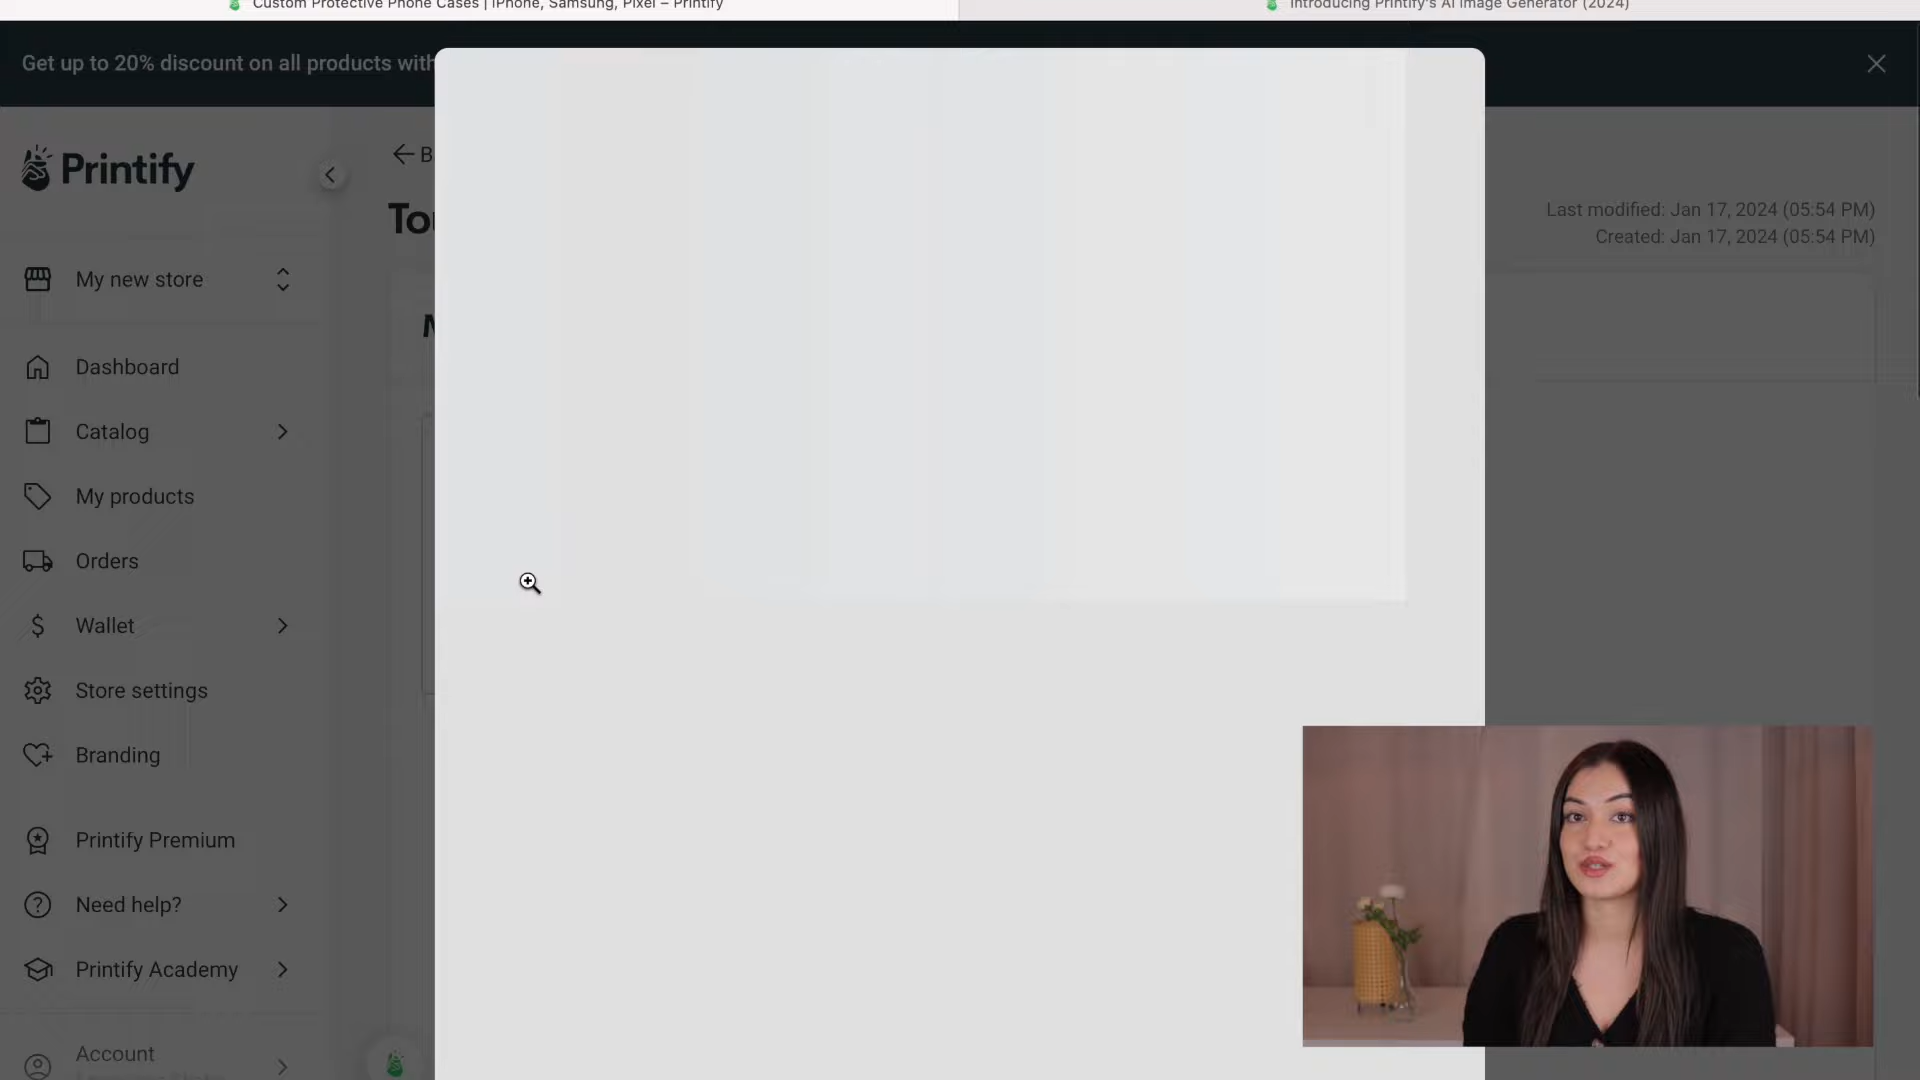 Custom Protective Phone Cases | iPhone, Samsung, Pixel – Printify
Introducing Printify's AI Image Generator (2024)
Get up to 20% discount on all products with
Printify
Last modified: Jan 17, 2024 (05:54 PM)
Created: Jan 17, 2024 (05:54 PM)
My new store
Dashboard
Catalog
My products
Orders
Wallet
Store settings
Branding
Printify Premium
Need help?
Printify Academy
Account